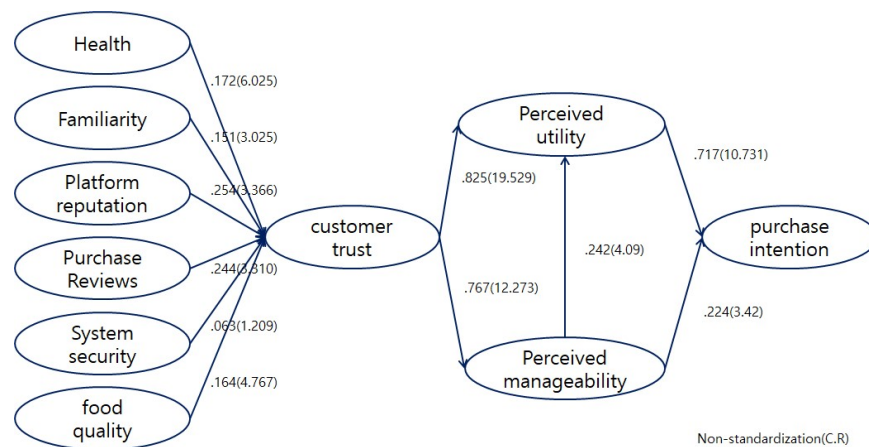 Health
.172(6.025)
Familiarity
.151(3.025)
Platform
reputation
.254(3.366)
Purchase
Reviews
.244(3.810)
System
security
.063(1.209)
food
quality
.164(4.767)
customer
trust
Perceived
utility
.825(19.529)
.767(12.273)
.242(4.09)
Perceived
manageability
.717(10.731)
.224(3.42)
purchase
intention
Non-standardization(C.R)